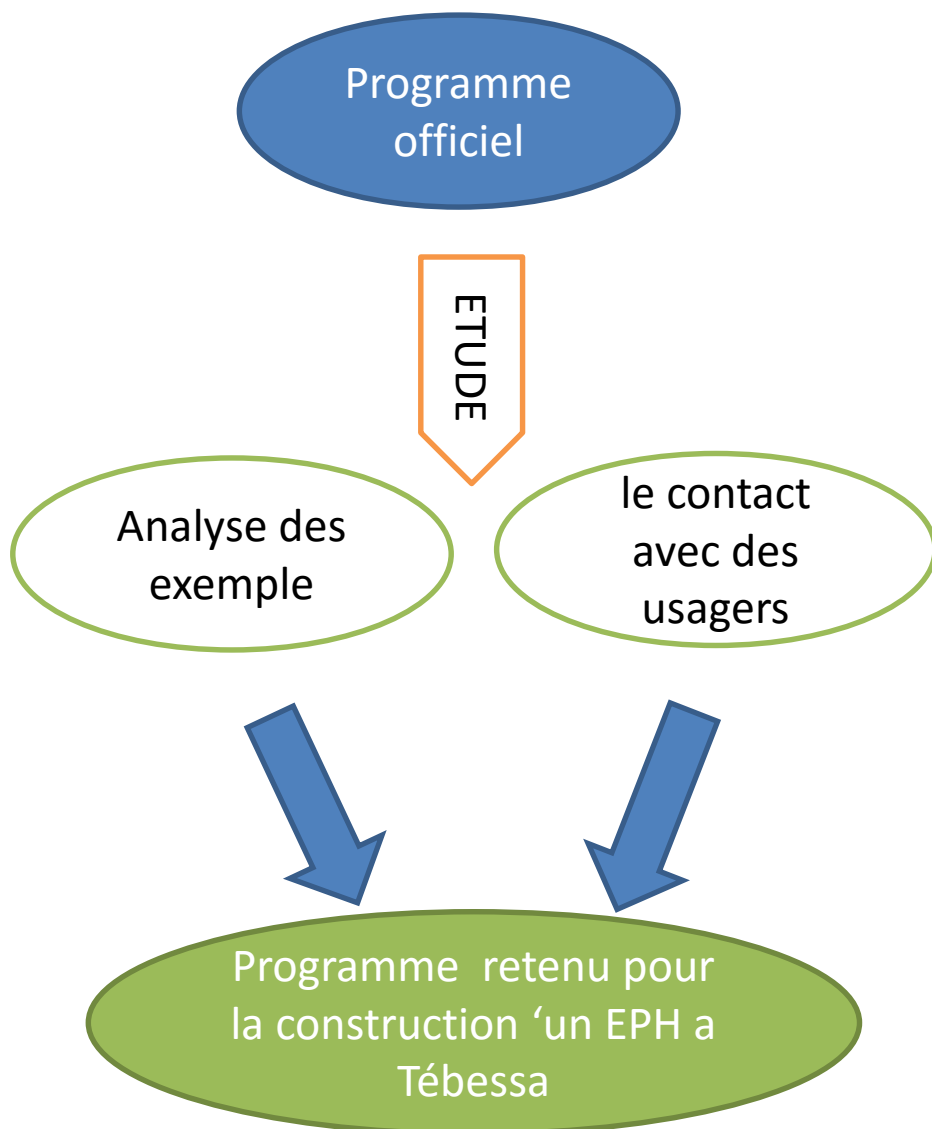 Programme
officiel
ETUDE
Analyse des
exemple
le contact
avec des
usagers
Programme  retenu pour
la construction ‘un EPH a
Tébessa